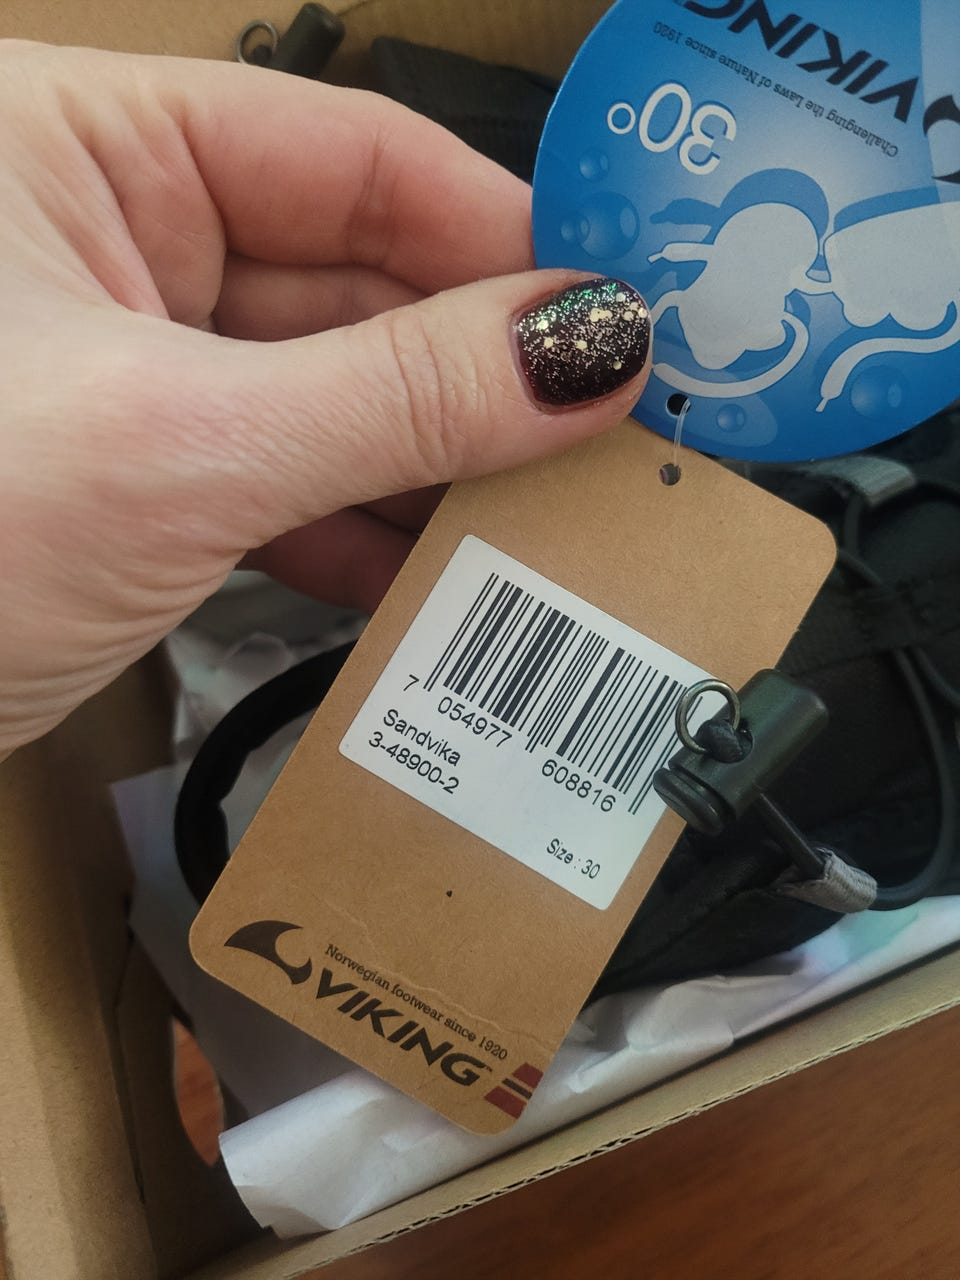 VIKING
Challenging the Laws of Nature since 1920
30°
7 054977 608816
Sandvika
3-48900-2
Size : 30
Norwegian footwear since 1920
VIKING